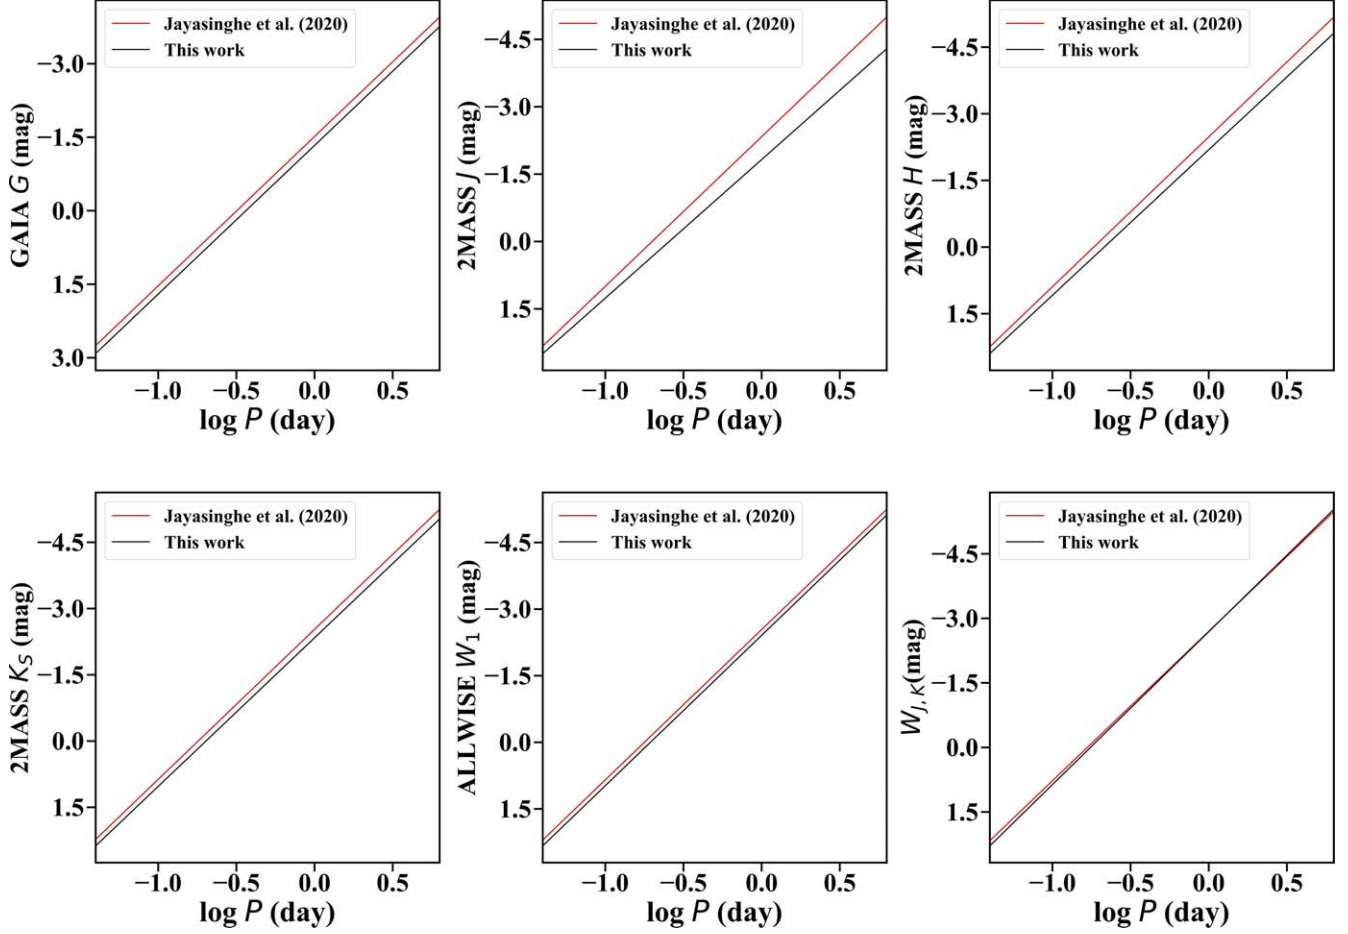 Jayasinghe et al. (2020)
This work
GAIA G (mag)
−3.0
−1.5
0.0
1.5
3.0
−1.0 −0.5 0.0 0.5
log P (day)
Jayasinghe et al. (2020)
This work
2MASS J (mag)
−4.5
−3.0
−1.5
0.0
1.5
−1.0 −0.5 0.0 0.5
log P (day)
Jayasinghe et al. (2020)
This work
2MASS H (mag)
−4.5
−3.0
−1.5
0.0
1.5
−1.0 −0.5 0.0 0.5
log P (day)
Jayasinghe et al. (2020)
This work
2MASS K_S (mag)
−4.5
−3.0
−1.5
0.0
1.5
−1.0 −0.5 0.0 0.5
log P (day)
Jayasinghe et al. (2020)
This work
ALLWISE W_1 (mag)
−4.5
−3.0
−1.5
0.0
1.5
−1.0 −0.5 0.0 0.5
log P (day)
Jayasinghe et al. (2020)
This work
W_{J, K}(mag)
−4.5
−3.0
−1.5
0.0
1.5
−1.0 −0.5 0.0 0.5
log P (day)